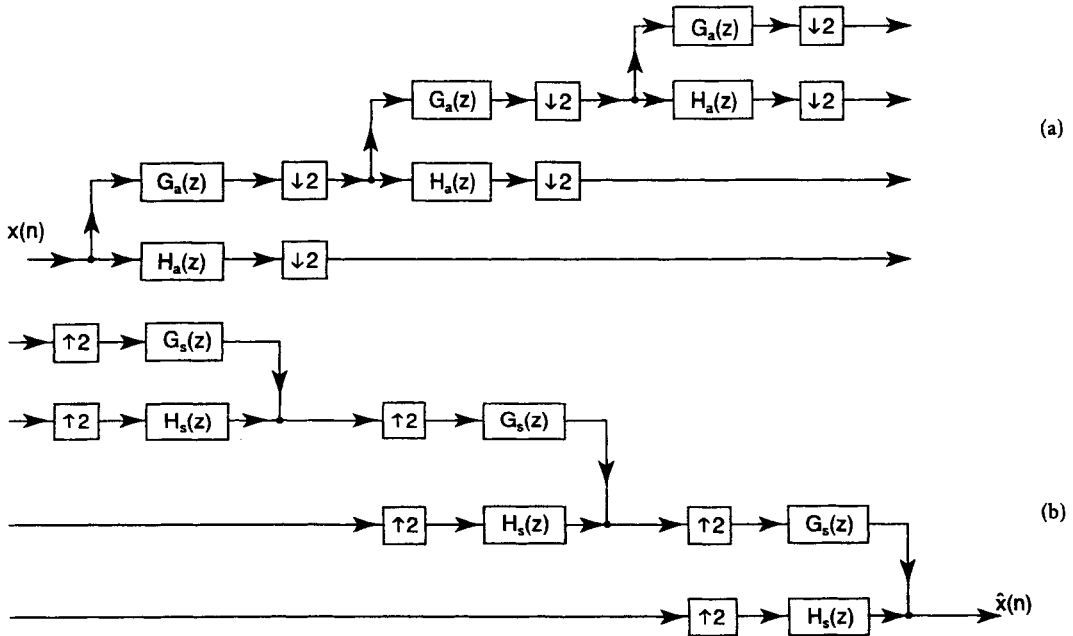 Gₐ(z) ↓2
Gₐ(z) ↓2 Hₐ(z) ↓2
(a)
Gₐ(z) ↓2 Hₐ(z) ↓2
x(n)
Hₐ(z) ↓2
↑2 Gₛ(z)
↑2 Hₛ(z) ↑2 Gₛ(z)
↑2 Hₛ(z) ↑2 Gₛ(z)
(b)
x̂(n)
↑2 Hₛ(z)